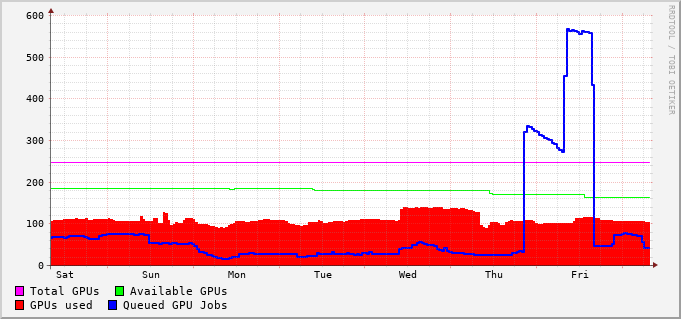 RRDTOOL / TOBI OETIKER
600
500
400
300
200
100
0
Sat Sun Mon Tue Wed Thu Fri
Total GPUs Available GPUs
GPUs used Queued GPU Jobs